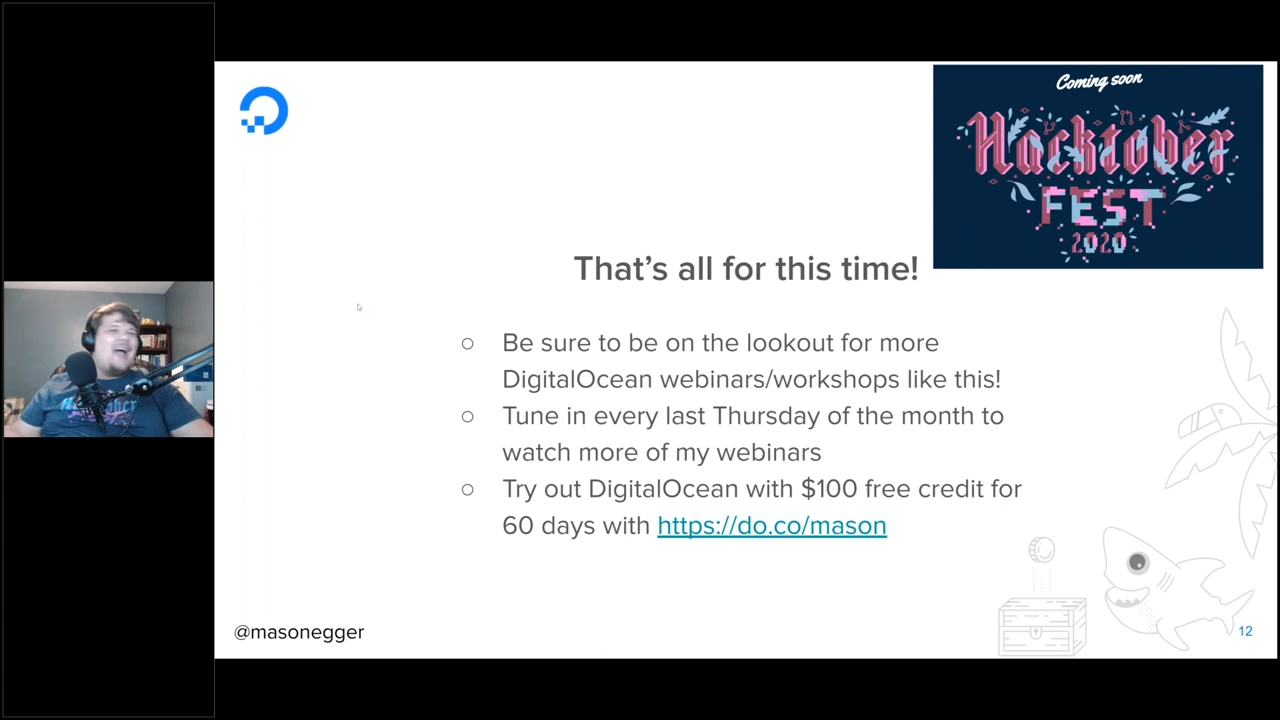 Coming soon
Hacktober
FEST
2020
That's all for this time!
Be sure to be on the lookout for more
DigitalOcean webinars/workshops like this!
Tune in every last Thursday of the month to
watch more of my webinars
Try out DigitalOcean with $100 free credit for
60 days with https://do.co/mason
@masonegger
12